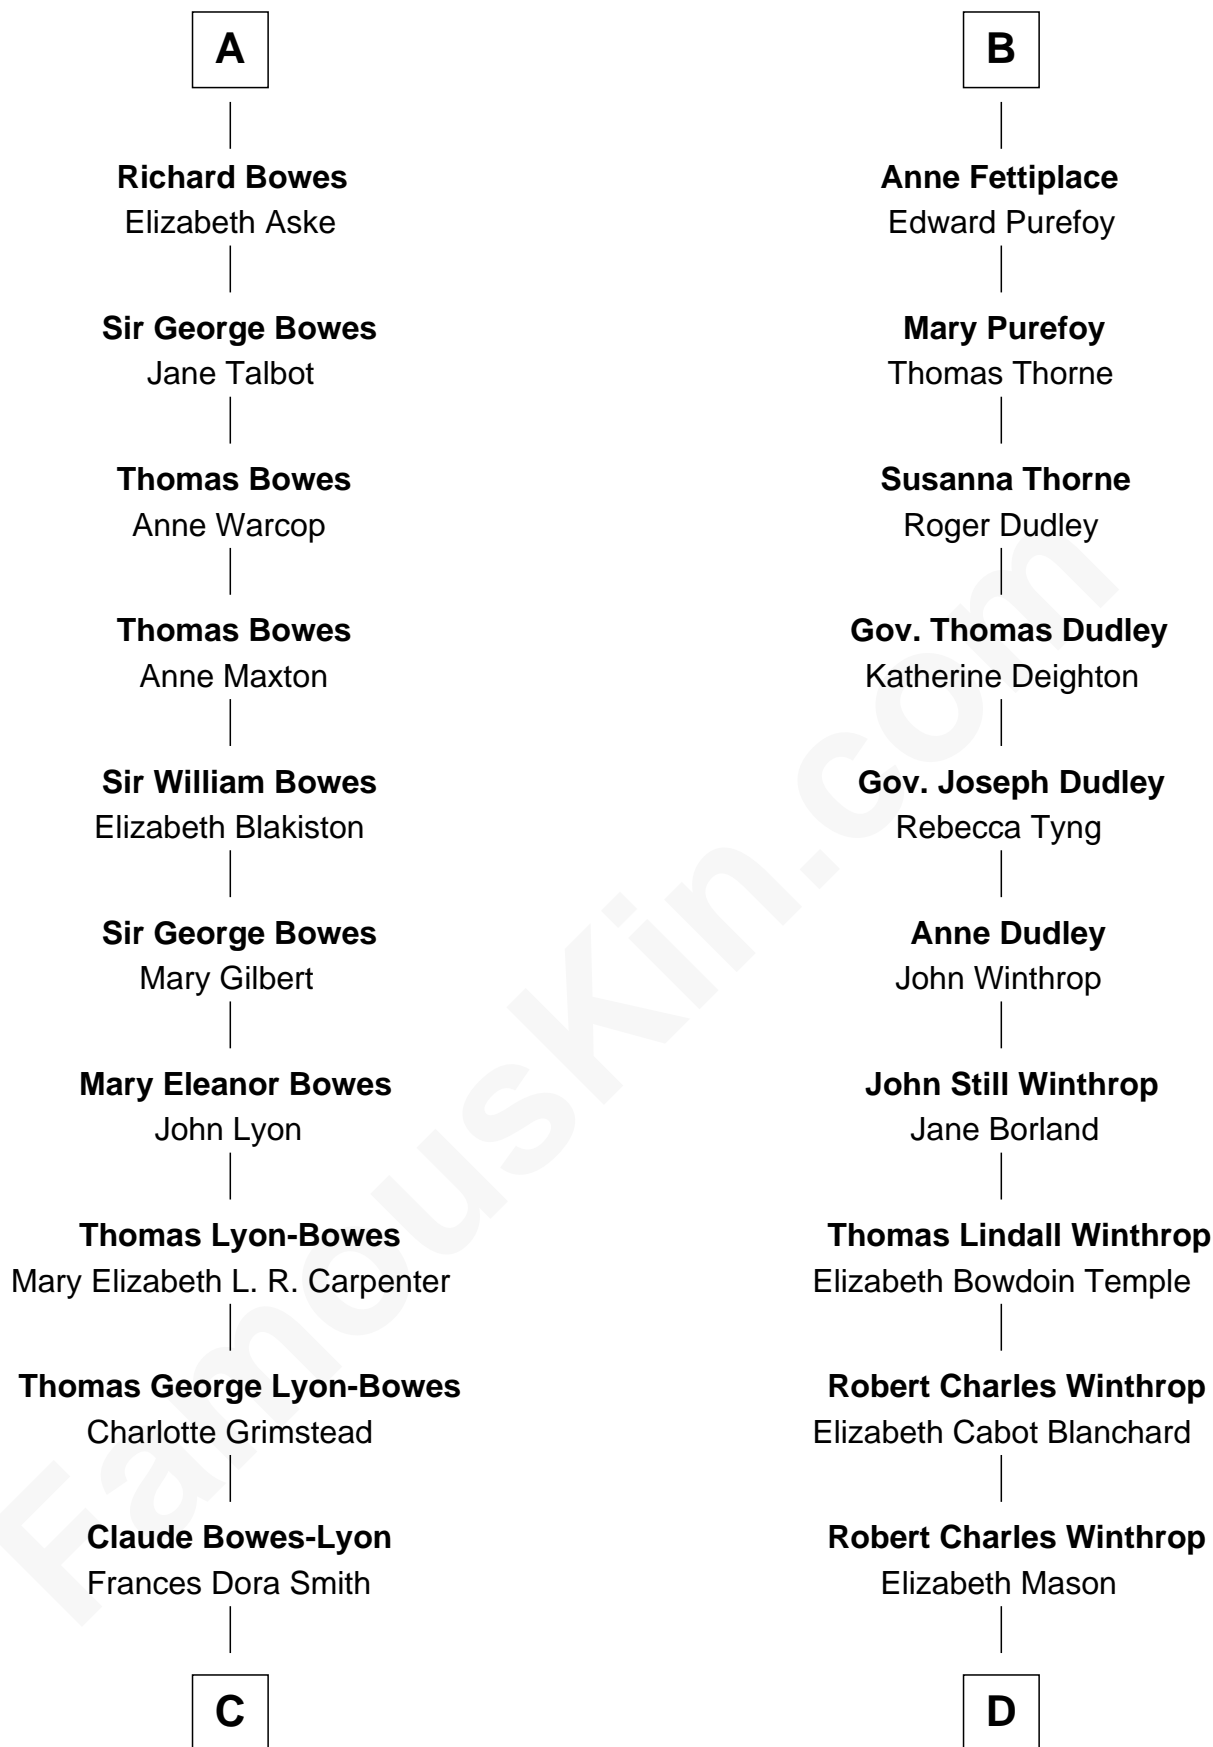 A
Richard Bowes
Elizabeth Aske
Sir George Bowes
Jane Talbot
Thomas Bowes
Anne Warcop
Thomas Bowes
Anne Maxton
Sir William Bowes
Elizabeth Blakiston
Sir George Bowes
Mary Gilbert
Mary Eleanor Bowes
John Lyon
Thomas Lyon-Bowes
Mary Elizabeth L. R. Carpenter
Thomas George Lyon-Bowes
Charlotte Grimstead
Claude Bowes-Lyon
Frances Dora Smith
C
B
Anne Fettiplace
Edward Purefoy
Mary Purefoy
Thomas Thorne
Susanna Thorne
Roger Dudley
Gov. Thomas Dudley
Katherine Deighton
Gov. Joseph Dudley
Rebecca Tyng
Anne Dudley
John Winthrop
John Still Winthrop
Jane Borland
Thomas Lindall Winthrop
Elizabeth Bowdoin Temple
Robert Charles Winthrop
Elizabeth Cabot Blanchard
Robert Charles Winthrop
Elizabeth Mason
D
FamousKin.com